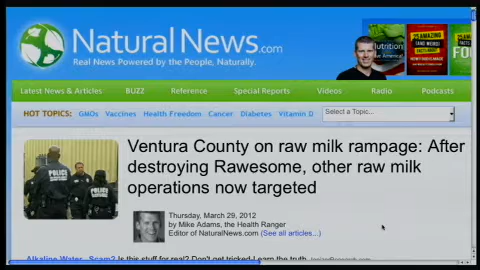 NaturalNews.com
Real News Powered by the People, Naturally.
Nutrition
25 AMAZING
FACTS
Latest News & Articles BUZZ Reference Special Reports Videos Radio Podcasts
HOT TOPICS: GMOs Vaccines Health Freedom Cancer Diabetes Vitamin D Select a Topic...
Ventura County on raw milk rampage: After
destroying Rawesome, other raw milk
operations now targeted
POLICE
POLICE
Thursday, March 29, 2012
by Mike Adams, the Health Ranger
Editor of NaturalNews.com (See all articles...)
Alkaline Water Scam? Is this stuff for real? Don't get tricked-Learn the truth